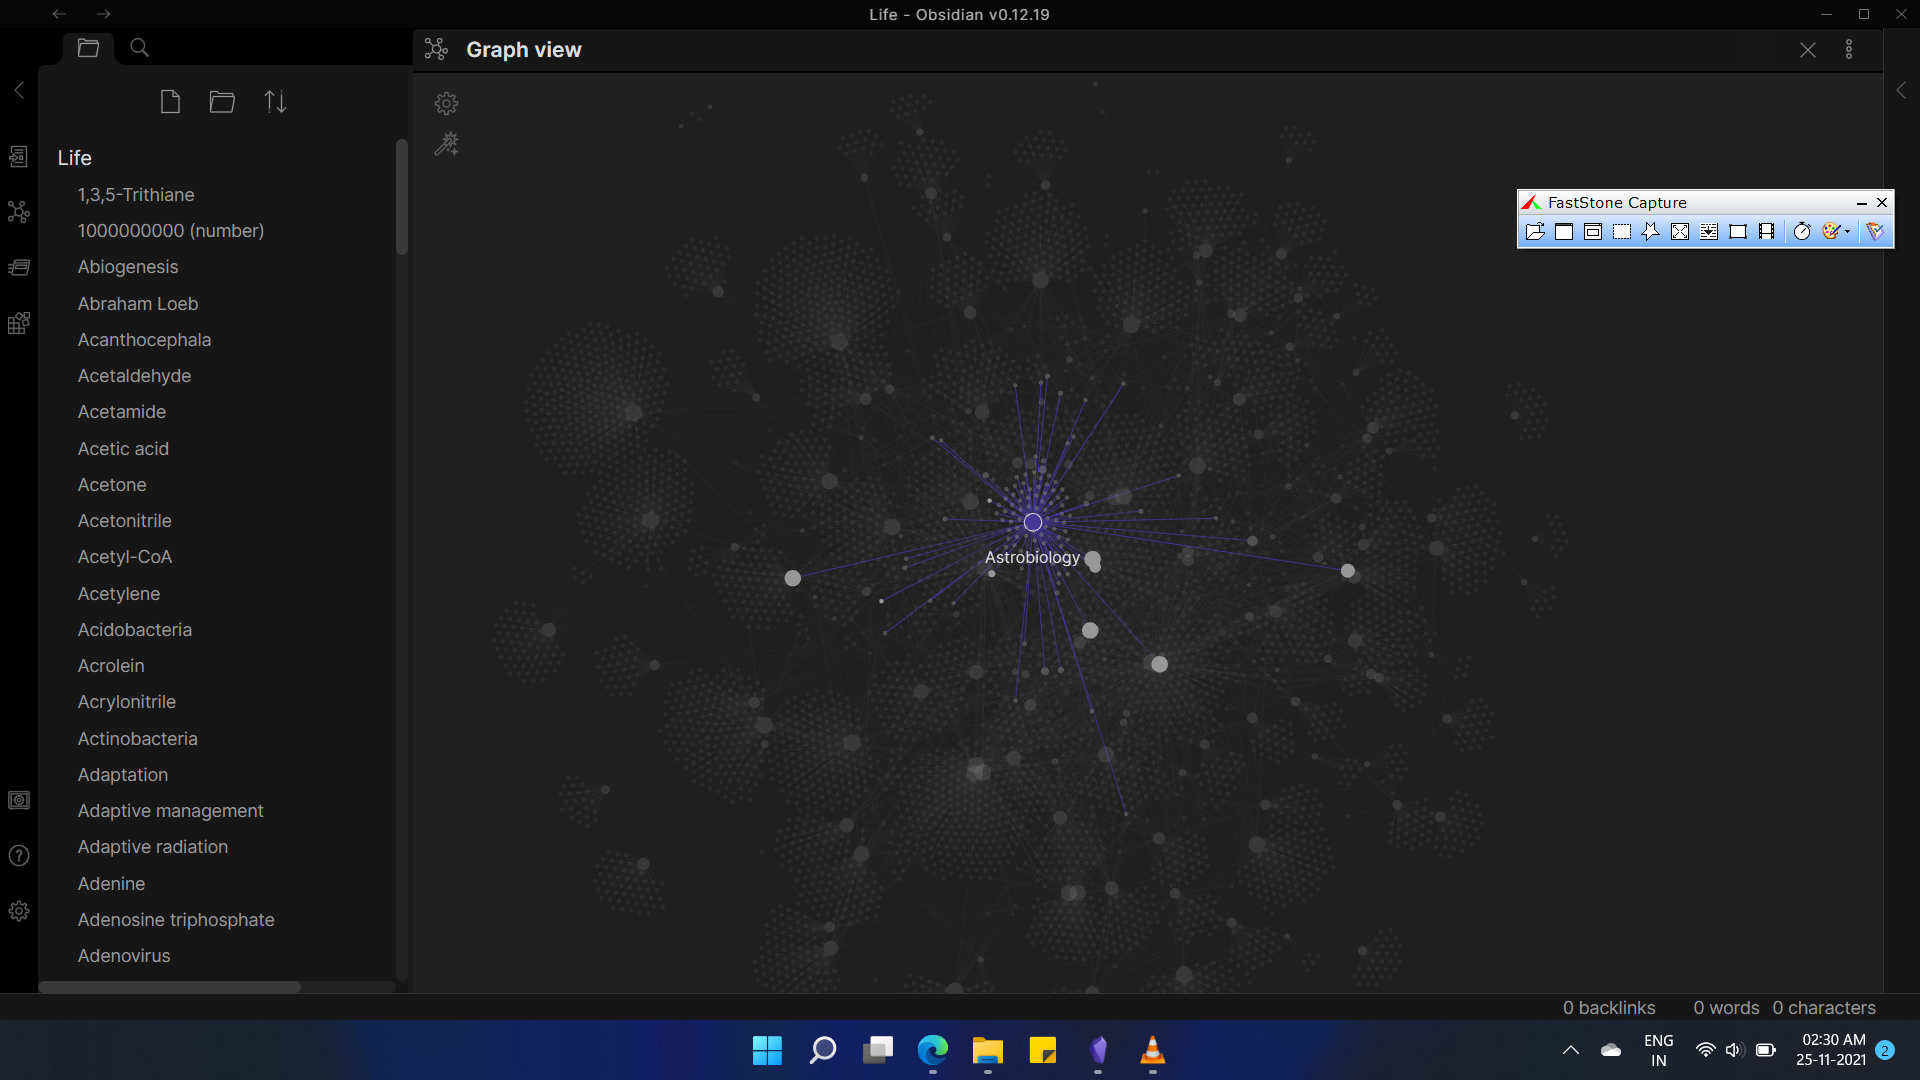 Life - Obsidian v0.12.19
Graph view
FastStone Capture
Life
1,3,5-Trithiane
1000000000 (number)
Abiogenesis
Abraham Loeb
Acanthocephala
Acetaldehyde
Acetamide
Acetic acid
Acetone
Acetonitrile
Acetyl-CoA
Acetylene
Acidobacteria
Acrolein
Acrylonitrile
Actinobacteria
Adaptation
Adaptive management
Adaptive radiation
Adenine
Adenosine triphosphate
Adenovirus
Astrobiology
0 backlinks 0 words 0 characters
ENG
IN
02:30 AM
25-11-2021
2